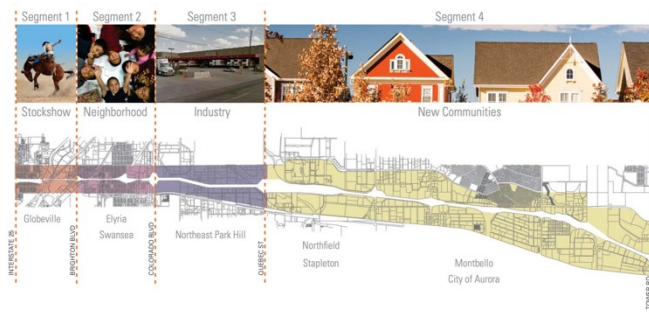 Segment 1
Segment 2
Segment 3
Segment 4
Stockshow
Neighborhood
Industry
New Communities
Globeville
Elyria
Swansea
Northeast Park Hill
Northfield
Stapleton
Montbello
City of Aurora
INTERSTATE 25
BRIGHTON BLVD
COLORADO BLVD
QUEBEC ST